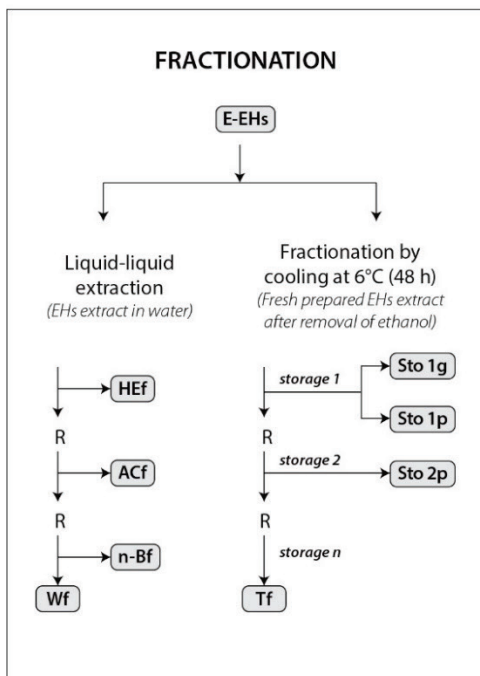 FRACTIONATION
E-EHs
Liquid-liquid
extraction
(EHs extract in water)
HEf
R
ACf
R
n-Bf
Wf
Fractionation by
cooling at 6°C (48 h)
(Fresh prepared EHs extract
after removal of ethanol)
storage 1
Sto 1g
Sto 1p
R
storage 2
Sto 2p
R
storage n
Tf